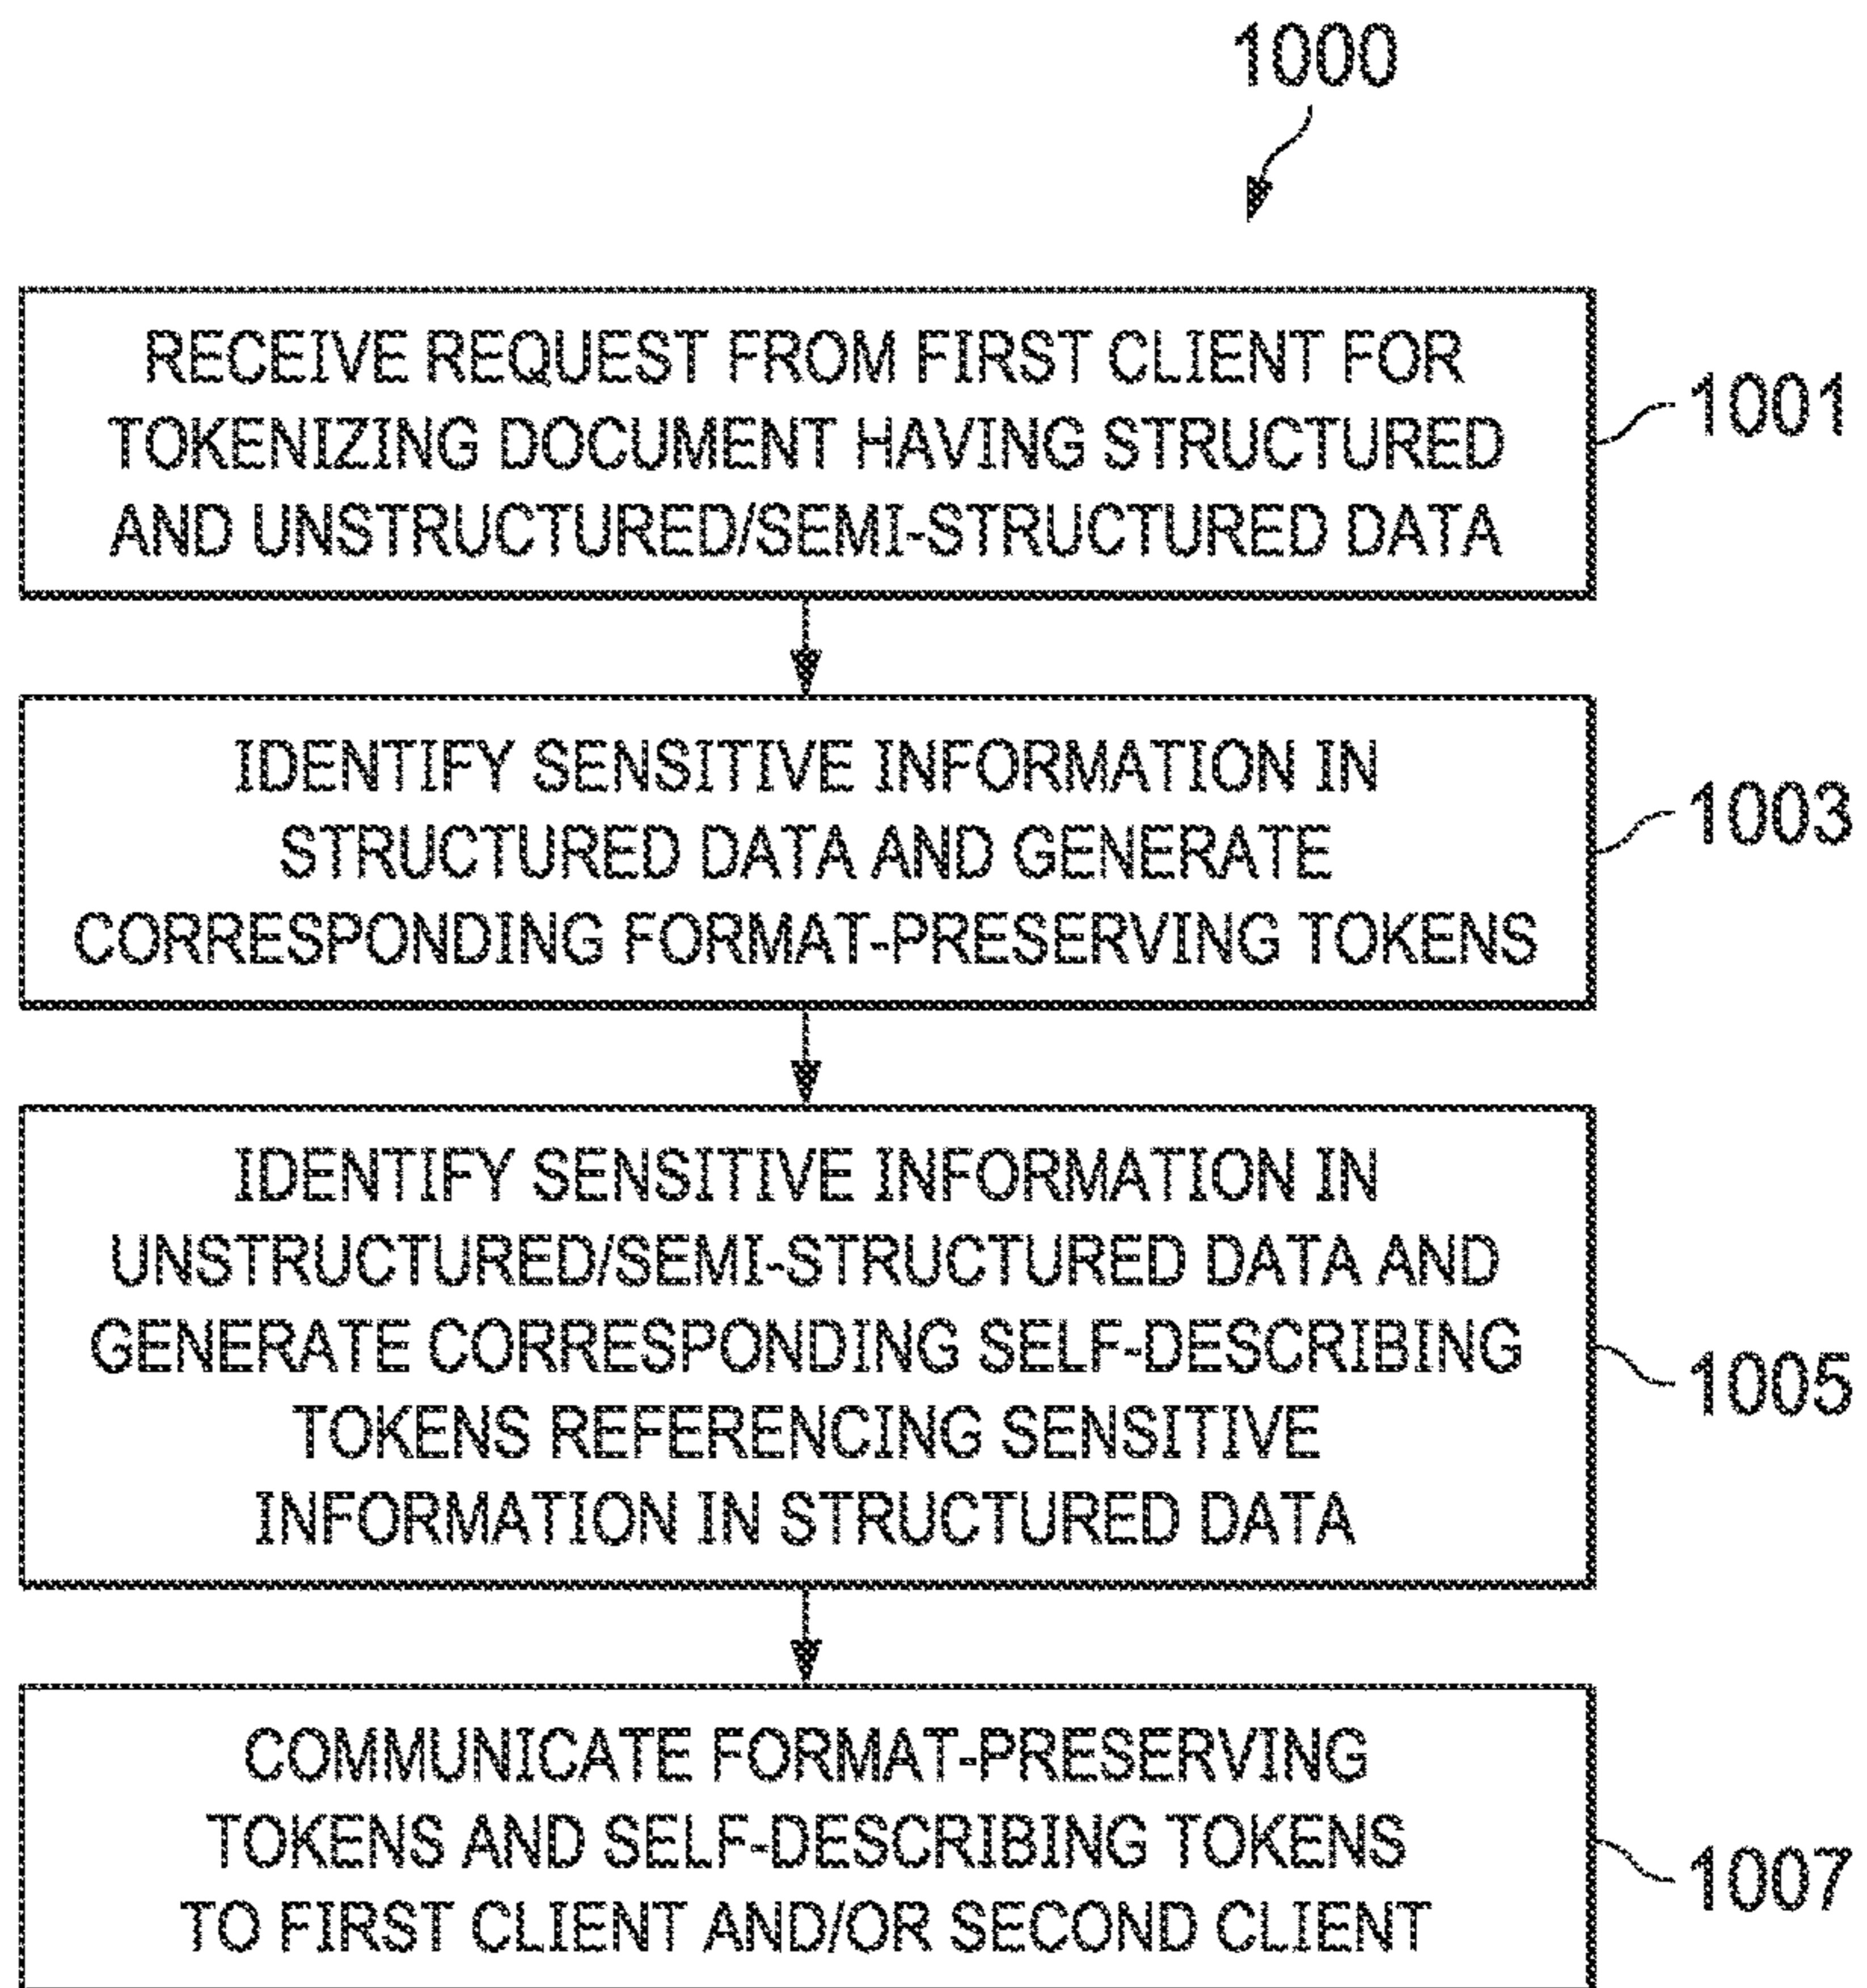 1000
RECEIVE REQUEST FROM FIRST CLIENT FOR
TOKENIZING DOCUMENT HAVING STRUCTURED
AND UNSTRUCTURED/SEMI-STRUCTURED DATA
1001
IDENTIFY SENSITIVE INFORMATION IN
STRUCTURED DATA AND GENERATE
CORRESPONDING FORMAT-PRESERVING TOKENS
1003
IDENTIFY SENSITIVE INFORMATION IN
UNSTRUCTURED/SEMI-STRUCTURED DATA AND
GENERATE CORRESPONDING SELF-DESCRIBING
TOKENS REFERENCING SENSITIVE
INFORMATION IN STRUCTURED DATA
1005
COMMUNICATE FORMAT-PRESERVING
TOKENS AND SELF-DESCRIBING TOKENS
TO FIRST CLIENT AND/OR SECOND CLIENT
1007